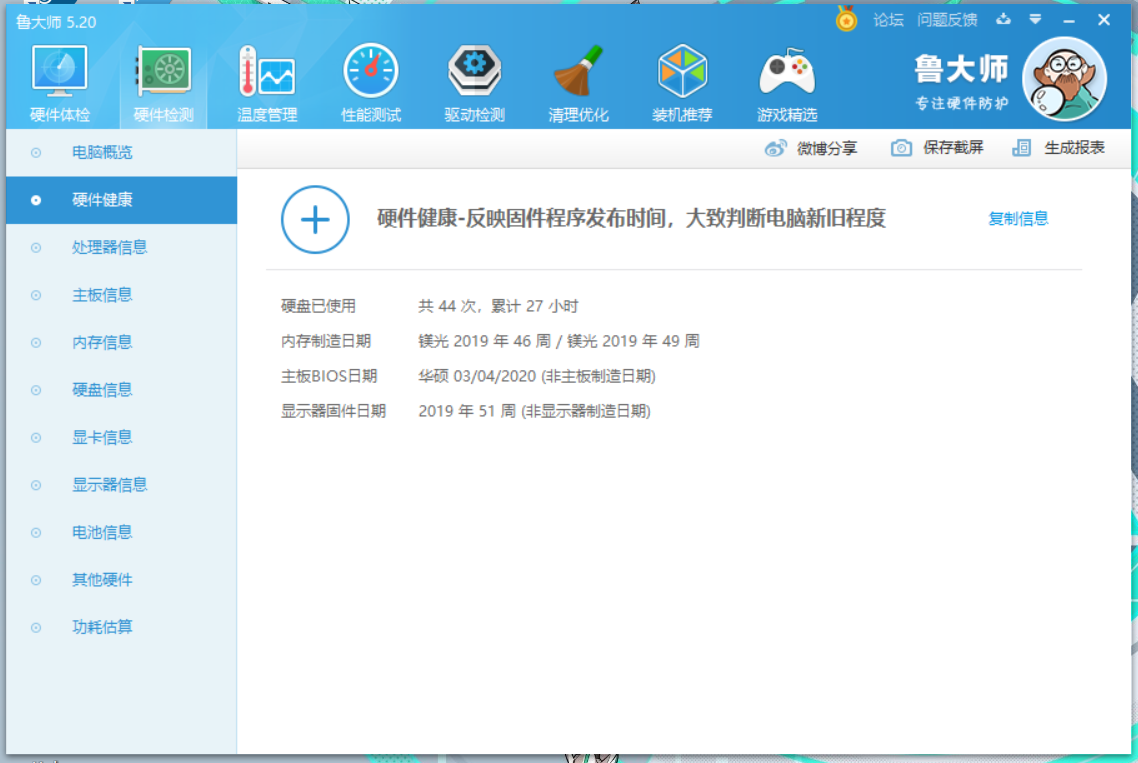 鲁大师 5.20
论坛 问题反馈
硬件体检 硬件检测 温度管理 性能测试 驱动检测 清理优化 装机推荐 游戏精选
鲁大师
专注硬件防护
微博分享 保存截屏 生成报表
电脑概览
硬件健康
处理器信息
主板信息
内存信息
硬盘信息
显卡信息
显示器信息
电池信息
其他硬件
功耗估算
硬件健康-反映固件程序发布时间，大致判断电脑新旧程度
复制信息
硬盘已使用 共 44 次，累计 27 小时
内存制造日期 镁光 2019 年 46 周 / 镁光 2019 年 49 周
主板BIOS日期 华硕 03/04/2020 (非主板制造日期)
显示器固件日期 2019 年 51 周 (非显示器制造日期)